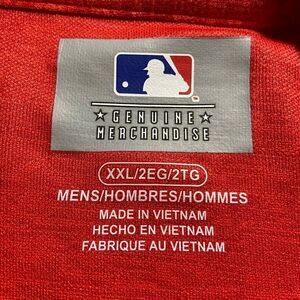 GENUINE
MERCHANDISE
XXL/2EG/2TG
MENS/HOMBRES/HOMMES
MADE IN VIETNAM
HECHO EN VIETNAM
FABRIQUE AU VIETNAM